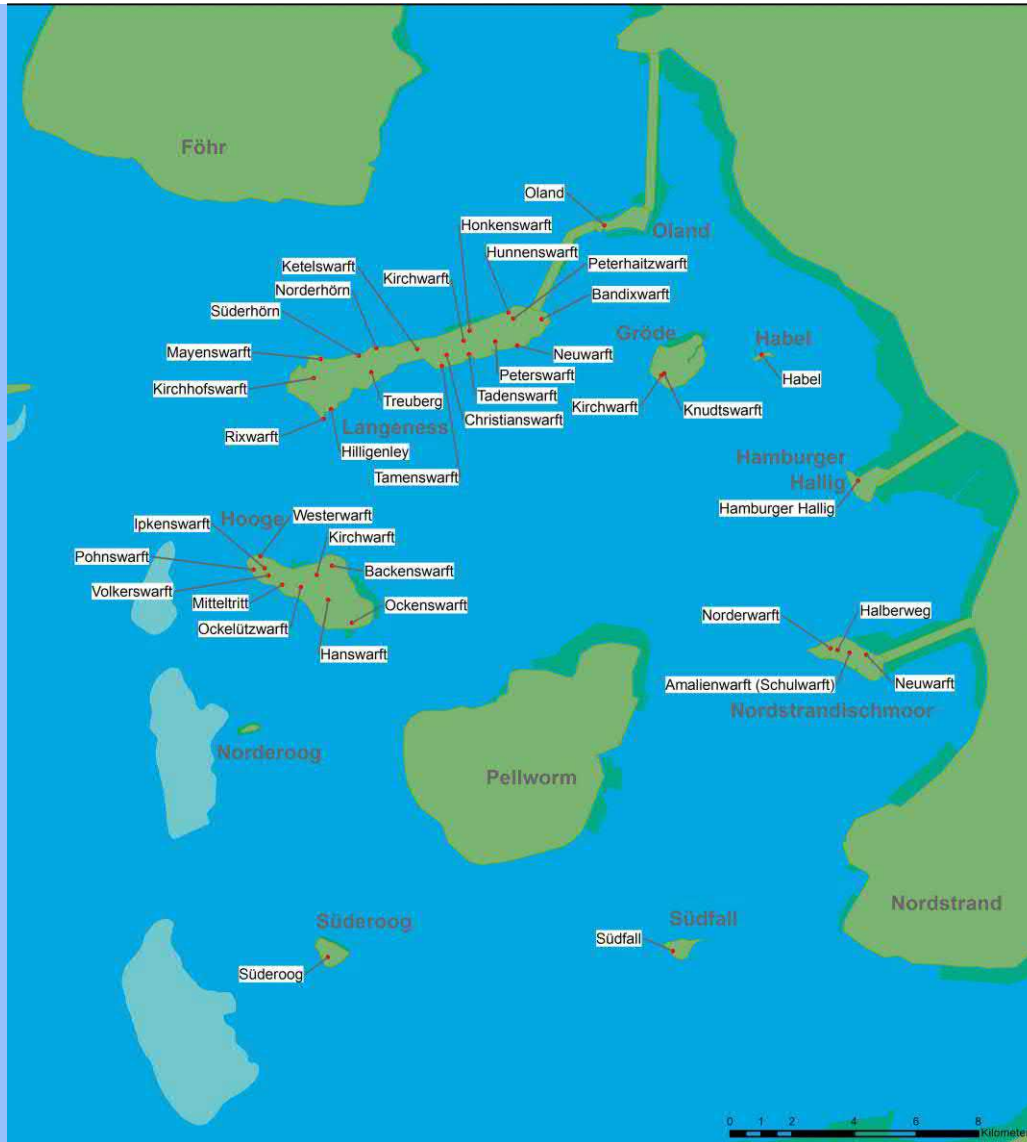 Föhr
Oland
Honkenswarft
Oland
Hunnenswarft
Ketelswarft
Kirchwarft
Peterhaitzwarft
Norderhörn
Bandixwarft
Süderhörn
Gröde
Habel
Mayenswarft
Neuwarft
Peterswarft
Habel
Kirchhofswarft
Treuberg
Tadenswarft
Kirchwarft
Knudtswarft
Christianswarft
Langeness
Rixwarft
Hilligenley
Tamenswarft
Hamburger
Hallig
Hamburger Hallig
Westerwarft
Hooge
Ipkenswarft
Kirchwarft
Pohnswarft
Backenswarft
Volkerswarft
Mitteltritt
Ockenswarft
Ockelützwarft
Hanswarft
Norderwarft
Halberweg
Amalienwarft (Schulwarft)
Neuwarft
Nordstrandischmoor
Norderoog
Pellworm
Nordstrand
Süderoog
Südfall
Südfall
Süderoog
0 1 2 4 6 8
Kilometer